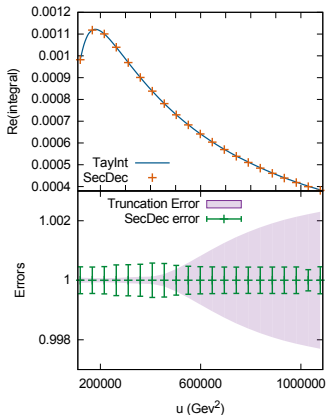 0.0012
0.0011
0.001
0.0009
0.0008
0.0007
0.0006
0.0005
0.0004
Re(integral)
TayInt
SecDec
Truncation Error
SecDec error
1.002
1
0.998
Errors
200000
600000
1000000
u (Gev²)